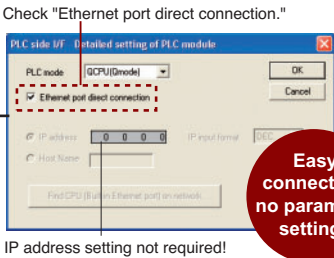 Check "Ethernet port direct connection."
PLC side I/F Detailed setting of PLC module
PLC mode QCPU(Qmode)
OK
Ethernet port direct connection
Cancel
IP address 0 0 0 0 IP input format DEC
Host Name
Find CPU (Built-in Ethernet port) on network
Easy
connect
no param
setting
IP address setting not required!